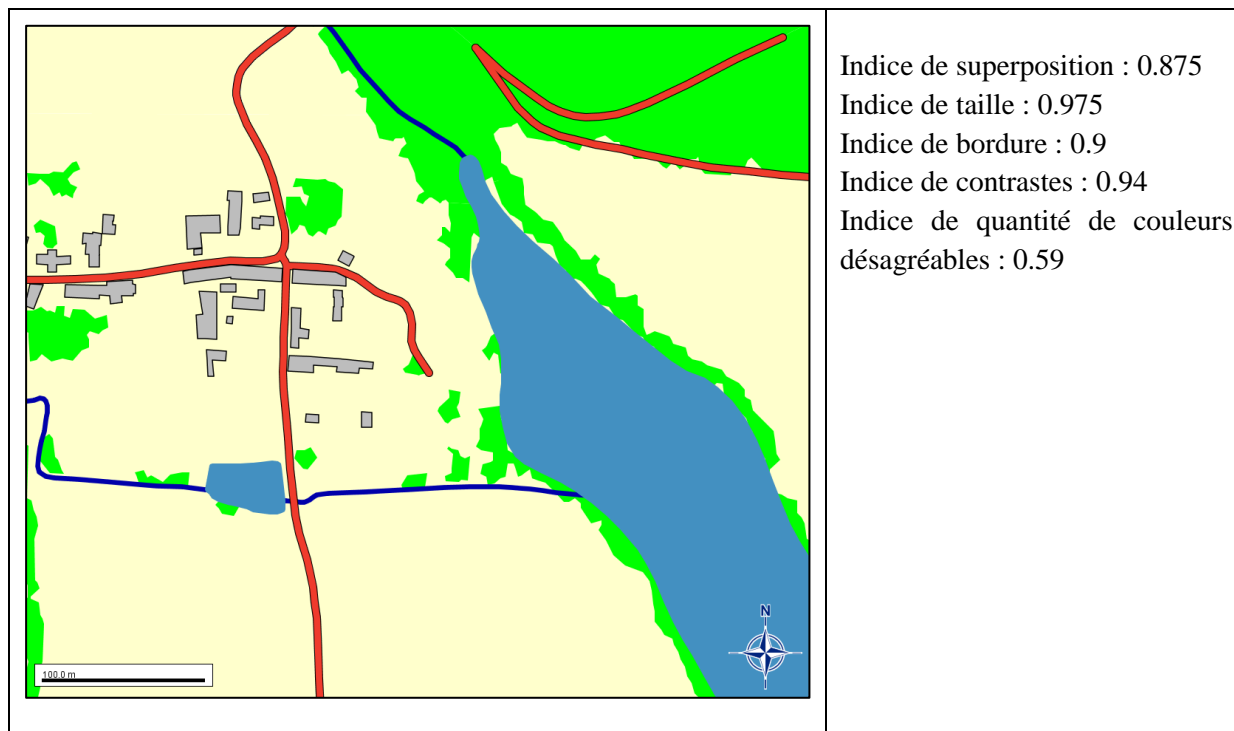 Indice de superposition : 0.875
Indice de taille : 0.975
Indice de bordure : 0.9
Indice de contrastes : 0.94
Indice de quantité de couleurs
désagréables : 0.59
N
100.0 m